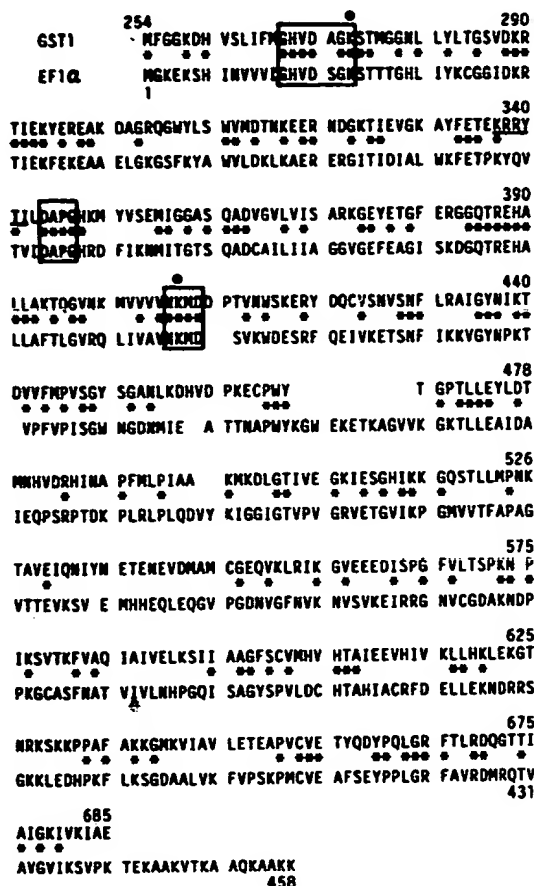 254 290
GST1 MFGGKDH VSLIFMGHVD AGKSTMGGNL LYLTGSVDKR
EF1α MGKEKSH INVVVIGHVD SGKSTTTGHL IYKCGGIDKR
1
340
TIEKYEREAK DAGRQGWYLS WVMDTNKEER NDGKTIEVGK AYFETEKRRY
TIEKFEKEAA ELGKGSFKYA WVLDKLKAER ERGITIDIAL WKFETPKYQV
390
TILDAPGHKM YVSEMIGGAS QADVGVLVIS ARKGEYETGF ERGGQTREHA
TVIDAPGHRD FIKNMITGTS QADCAILIIA GGVGEFEAGI SKDGQTREHA
440
LLAKTQGVNK MVVVVNKMDD PTVNWSKERY DQCVSNVSNF LRAIGYNIKT
LLAFTLGVRQ LIVAVNKMD SVKWDESRF QEIVKETSNF IKKVGYNPKT
478
DVVFMPVSGY SGANLKDHVD PKECPWY T GPTLLEYLDT
VPFVPISGW NGDNMIE A TTNAPWYKGW EKETKAGVVK GKTLLEAIDA
526
MNHVDRHINA PFMLPIAA KMKDLGTIVE GKIESGHIKK GQSTLLMPNK
IEQPSRPTDK PLRLPLQDVY KIGGIGTVPV GRVETGVIKP GMVVTFAPAG
575
TAVEIQNIYN ETENEVDMAM CGEQVKLRIK GVEEEDISPG FVLTSPKN P
VTTEVKSV E MHHEQLEQGV PGDNVGFNVK NVSVKEIRRG NVCGDAKNDP
625
IKSVTKFVAQ IAIVELKSII AAGFSCVMHV HTAIEEVHIV KLLHKLEKGT
PKGCASFNAT VIVLNHPGQI SAGYSPVLDC HTAHIACRFD ELLEKNDRRS
A
675
NRKSKKPPAF AKKGMKVIAV LETEAPVCVE TYQDYPQLGR FTLRDQGTTI
GKKLEDHPKF LKSGDAALVK FVPSKPMCVE AFSEYPPLGR FAVRDMRQTV
431
685
AIGKIVKIAE
AVGVIKSVPK TEKAAKVTKA AQKAAKK
458